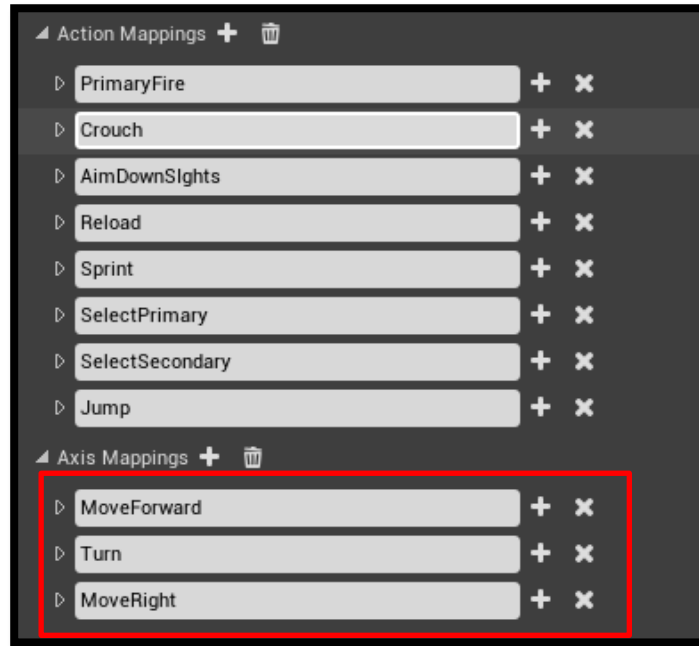 Action Mappings
PrimaryFire
Crouch
AimDownSIghts
Reload
Sprint
SelectPrimary
SelectSecondary
Jump
Axis Mappings
MoveForward
Turn
MoveRight